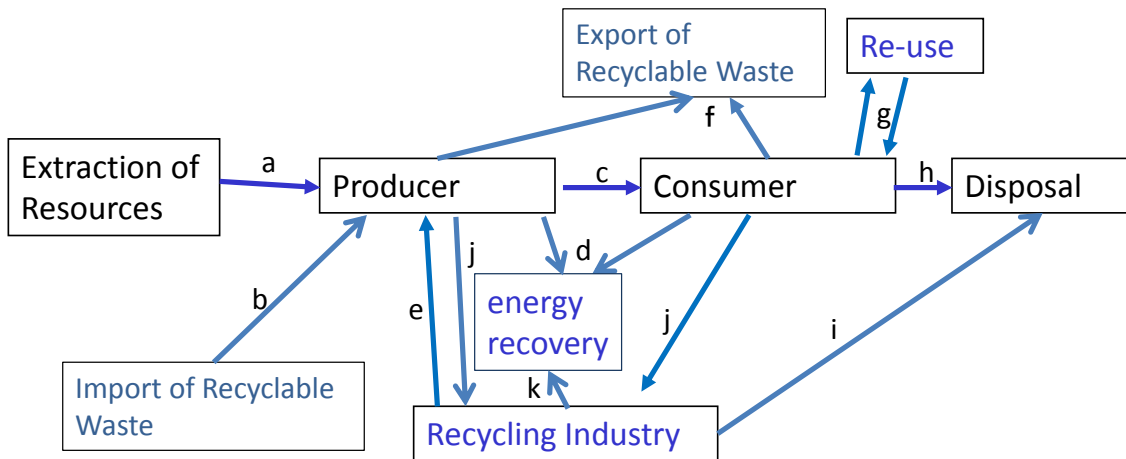 Export of
Recyclable Waste
Re-use
f
g
Extraction of
Resources
a
Producer
c
Consumer
h
Disposal
j
d
b
e
energy
recovery
j
i
Import of Recyclable
Waste
k
Recycling Industry